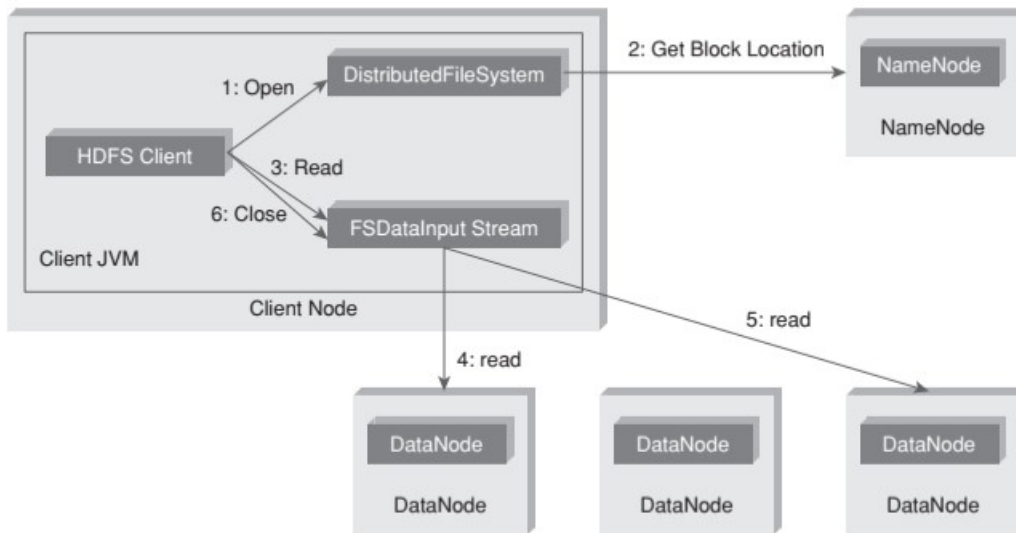 DistributedFileSystem
2: Get Block Location
NameNode
NameNode
1: Open
HDFS Client
3: Read
6: Close
FSDataInput Stream
Client JVM
Client Node
5: read
4: read
DataNode
DataNode
DataNode
DataNode
DataNode
DataNode